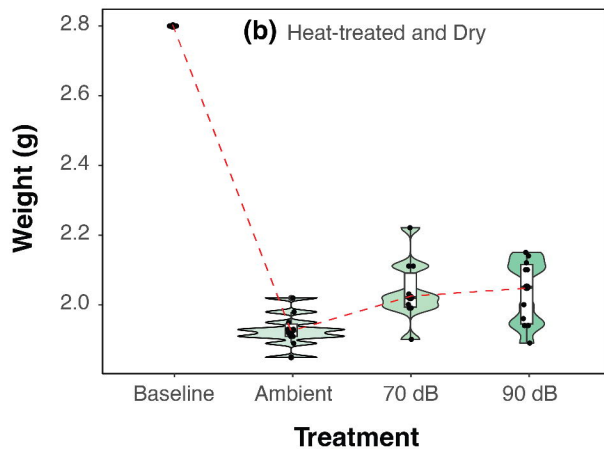 (b) Heat-treated and Dry
2.8
2.6
2.4
2.2
2.0
Weight (g)
Baseline Ambient 70 dB 90 dB
Treatment